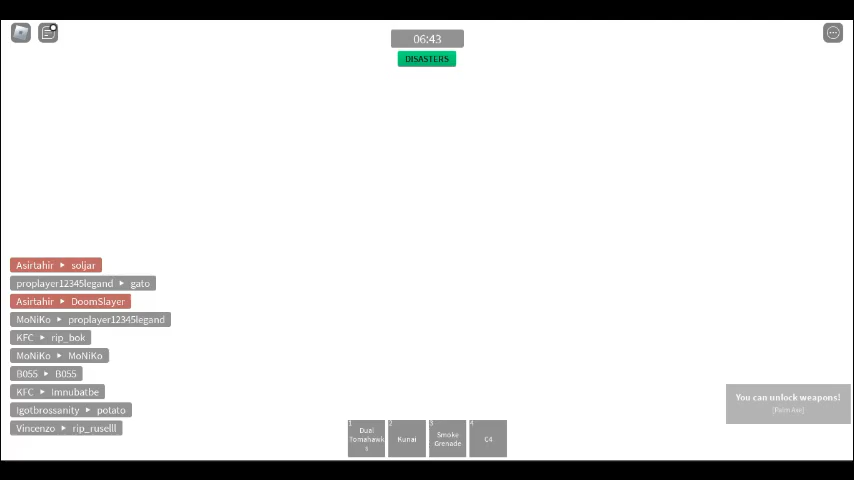 06:43
DISASTERS
Asirtahir ▸ soljar
proplayer12345legand ▸ gato
Asirtahir ▸ DoomSlayer
MoNiKo ▸ proplayer12345legand
KFC ▸ rip_bok
MoNiKo ▸ MoNiKo
B055 ▸ B055
KFC ▸ Imnubatbe
Igotbrossanity ▸ potato
Vincenzo ▸ rip_ruselll
You can unlock weapons!
[Palm Axe]
1
Dual
Tomahawk
s
2
Kunai
3
Smoke
Grenade
4
C4